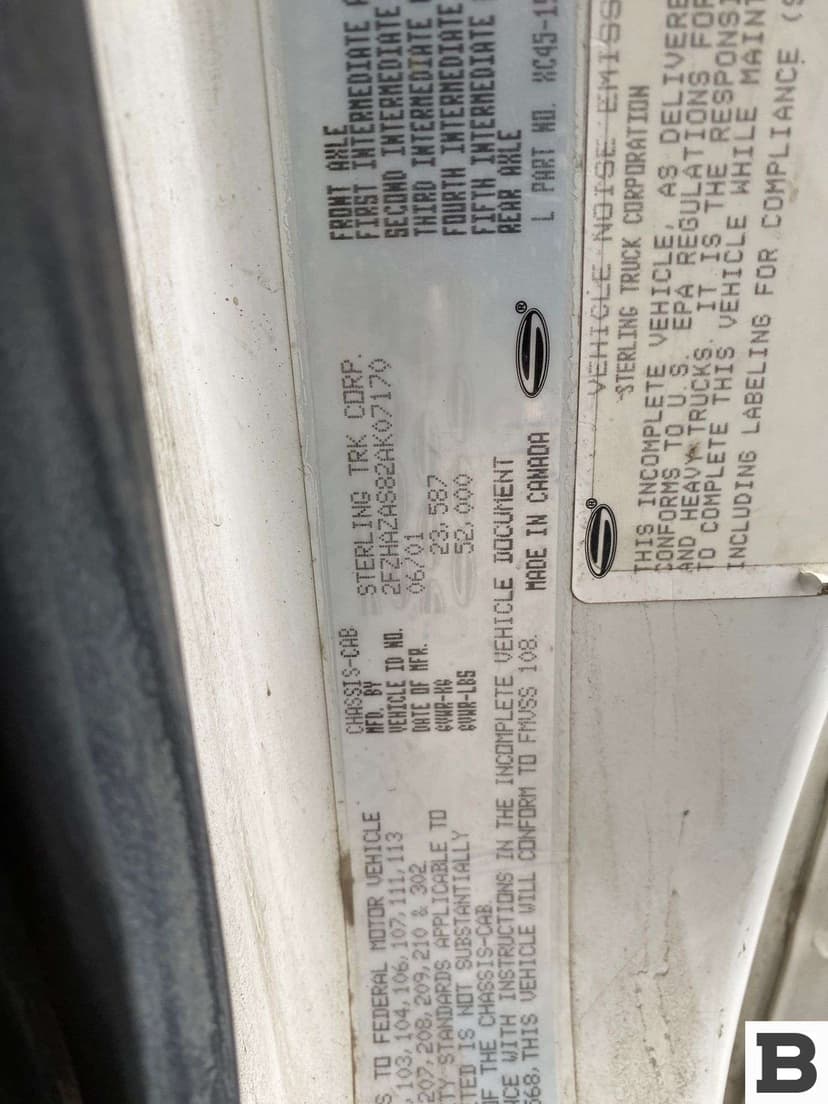 S TO FEDERAL MOTOR VEHICLE
,103,104,106,107,111,113
207,208,209,210 & 302
TY STANDARDS APPLICABLE TO
TED IS NOT SUBSTANTIALLY
OF THE CHASSIS-CAB.
NCE WITH INSTRUCTIONS IN THE INCOMPLETE VEHICLE DOCUMENT
568, THIS VEHICLE WILL CONFORM TO FMVSS 108.
MADE IN CANADA
CHASSIS-CAB
MFD. BY STERLING TRK CORP.
VEHICLE ID NO. 2FZHAZAS82AK07170
DATE OF MFR. 06/01
GVWR-KG 23,587
GVWR-LBS 52,000
FRONT AXLE
FIRST INTERMEDIATE A
SECOND INTERMEDIATE
THIRD INTERMEDIATE
FOURTH INTERMEDIATE
FIFTH INTERMEDIATE
REAR AXLE
L PART NO. XC45-15
VEHICLE NOISE EMISS
STERLING TRUCK CORPORATION
THIS INCOMPLETE VEHICLE, AS DELIVERE
CONFORMS TO U.S. EPA REGULATIONS FOR
AND HEAVY TRUCKS. IT IS THE RESPONSI
TO COMPLETE THIS VEHICLE WHILE MAINT
INCLUDING LABELING FOR COMPLIANCE (S
B